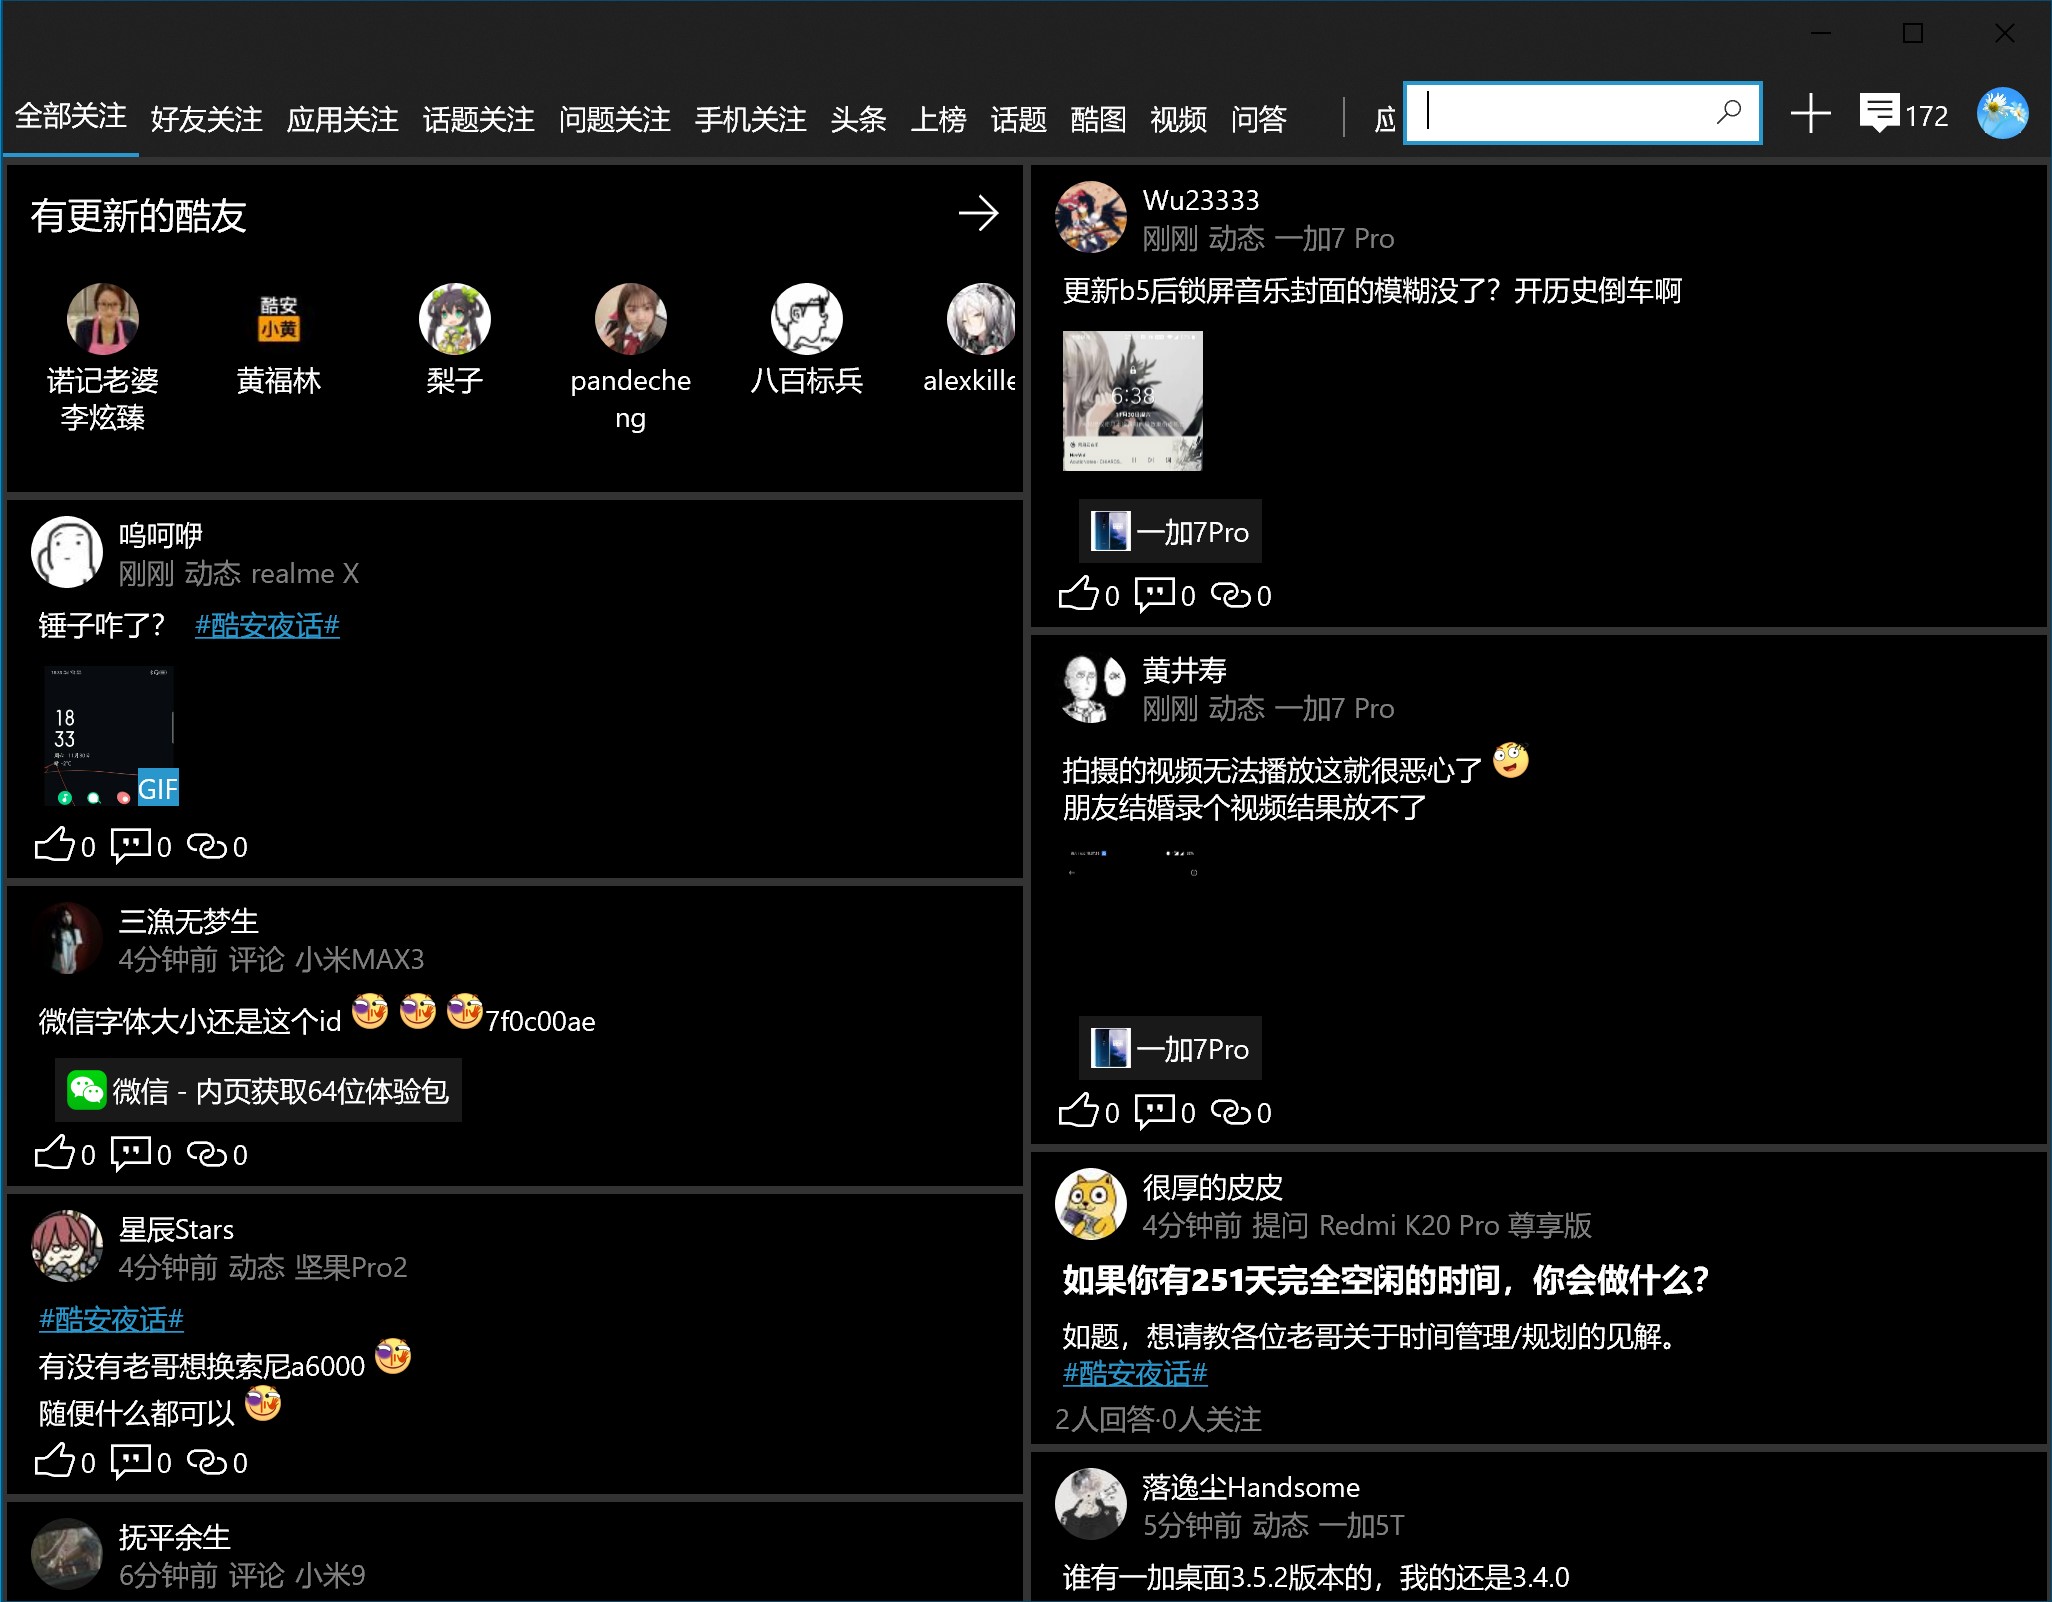 全部关注 好友关注 应用关注 话题关注 问题关注 手机关注 头条 上榜 话题 酷图 视频 问答 应
172
有更新的酷友
酷安
小黄
诺记老婆
李炫臻
黄福林
梨子
pandeche
ng
八百标兵
alexkille
呜呵咿
刚刚 动态 realme X
锤子咋了? #酷安夜话#
18
33
GIF
0 0 0
三漁无梦生
4分钟前 评论 小米MAX3
微信字体大小还是这个id 7f0c00ae
微信 - 内页获取64位体验包
0 0 0
星辰Stars
4分钟前 动态 坚果Pro2
#酷安夜话#
有没有老哥想换索尼a6000
随便什么都可以
0 0 0
抚平余生
6分钟前 评论 小米9
Wu23333
刚刚 动态 一加7 Pro
更新b5后锁屏音乐封面的模糊没了？开历史倒车啊
6:38
一加7Pro
0 0 0
黄井寿
刚刚 动态 一加7 Pro
OK
拍摄的视频无法播放这就很恶心了
朋友结婚录个视频结果放不了
一加7Pro
0 0 0
很厚的皮皮
4分钟前 提问 Redmi K20 Pro 尊享版
如果你有251天完全空闲的时间，你会做什么？
如题，想请教各位老哥关于时间管理/规划的见解。
#酷安夜话#
2人回答·0人关注
落逸尘Handsome
5分钟前 动态 一加5T
谁有一加桌面3.5.2版本的，我的还是3.4.0